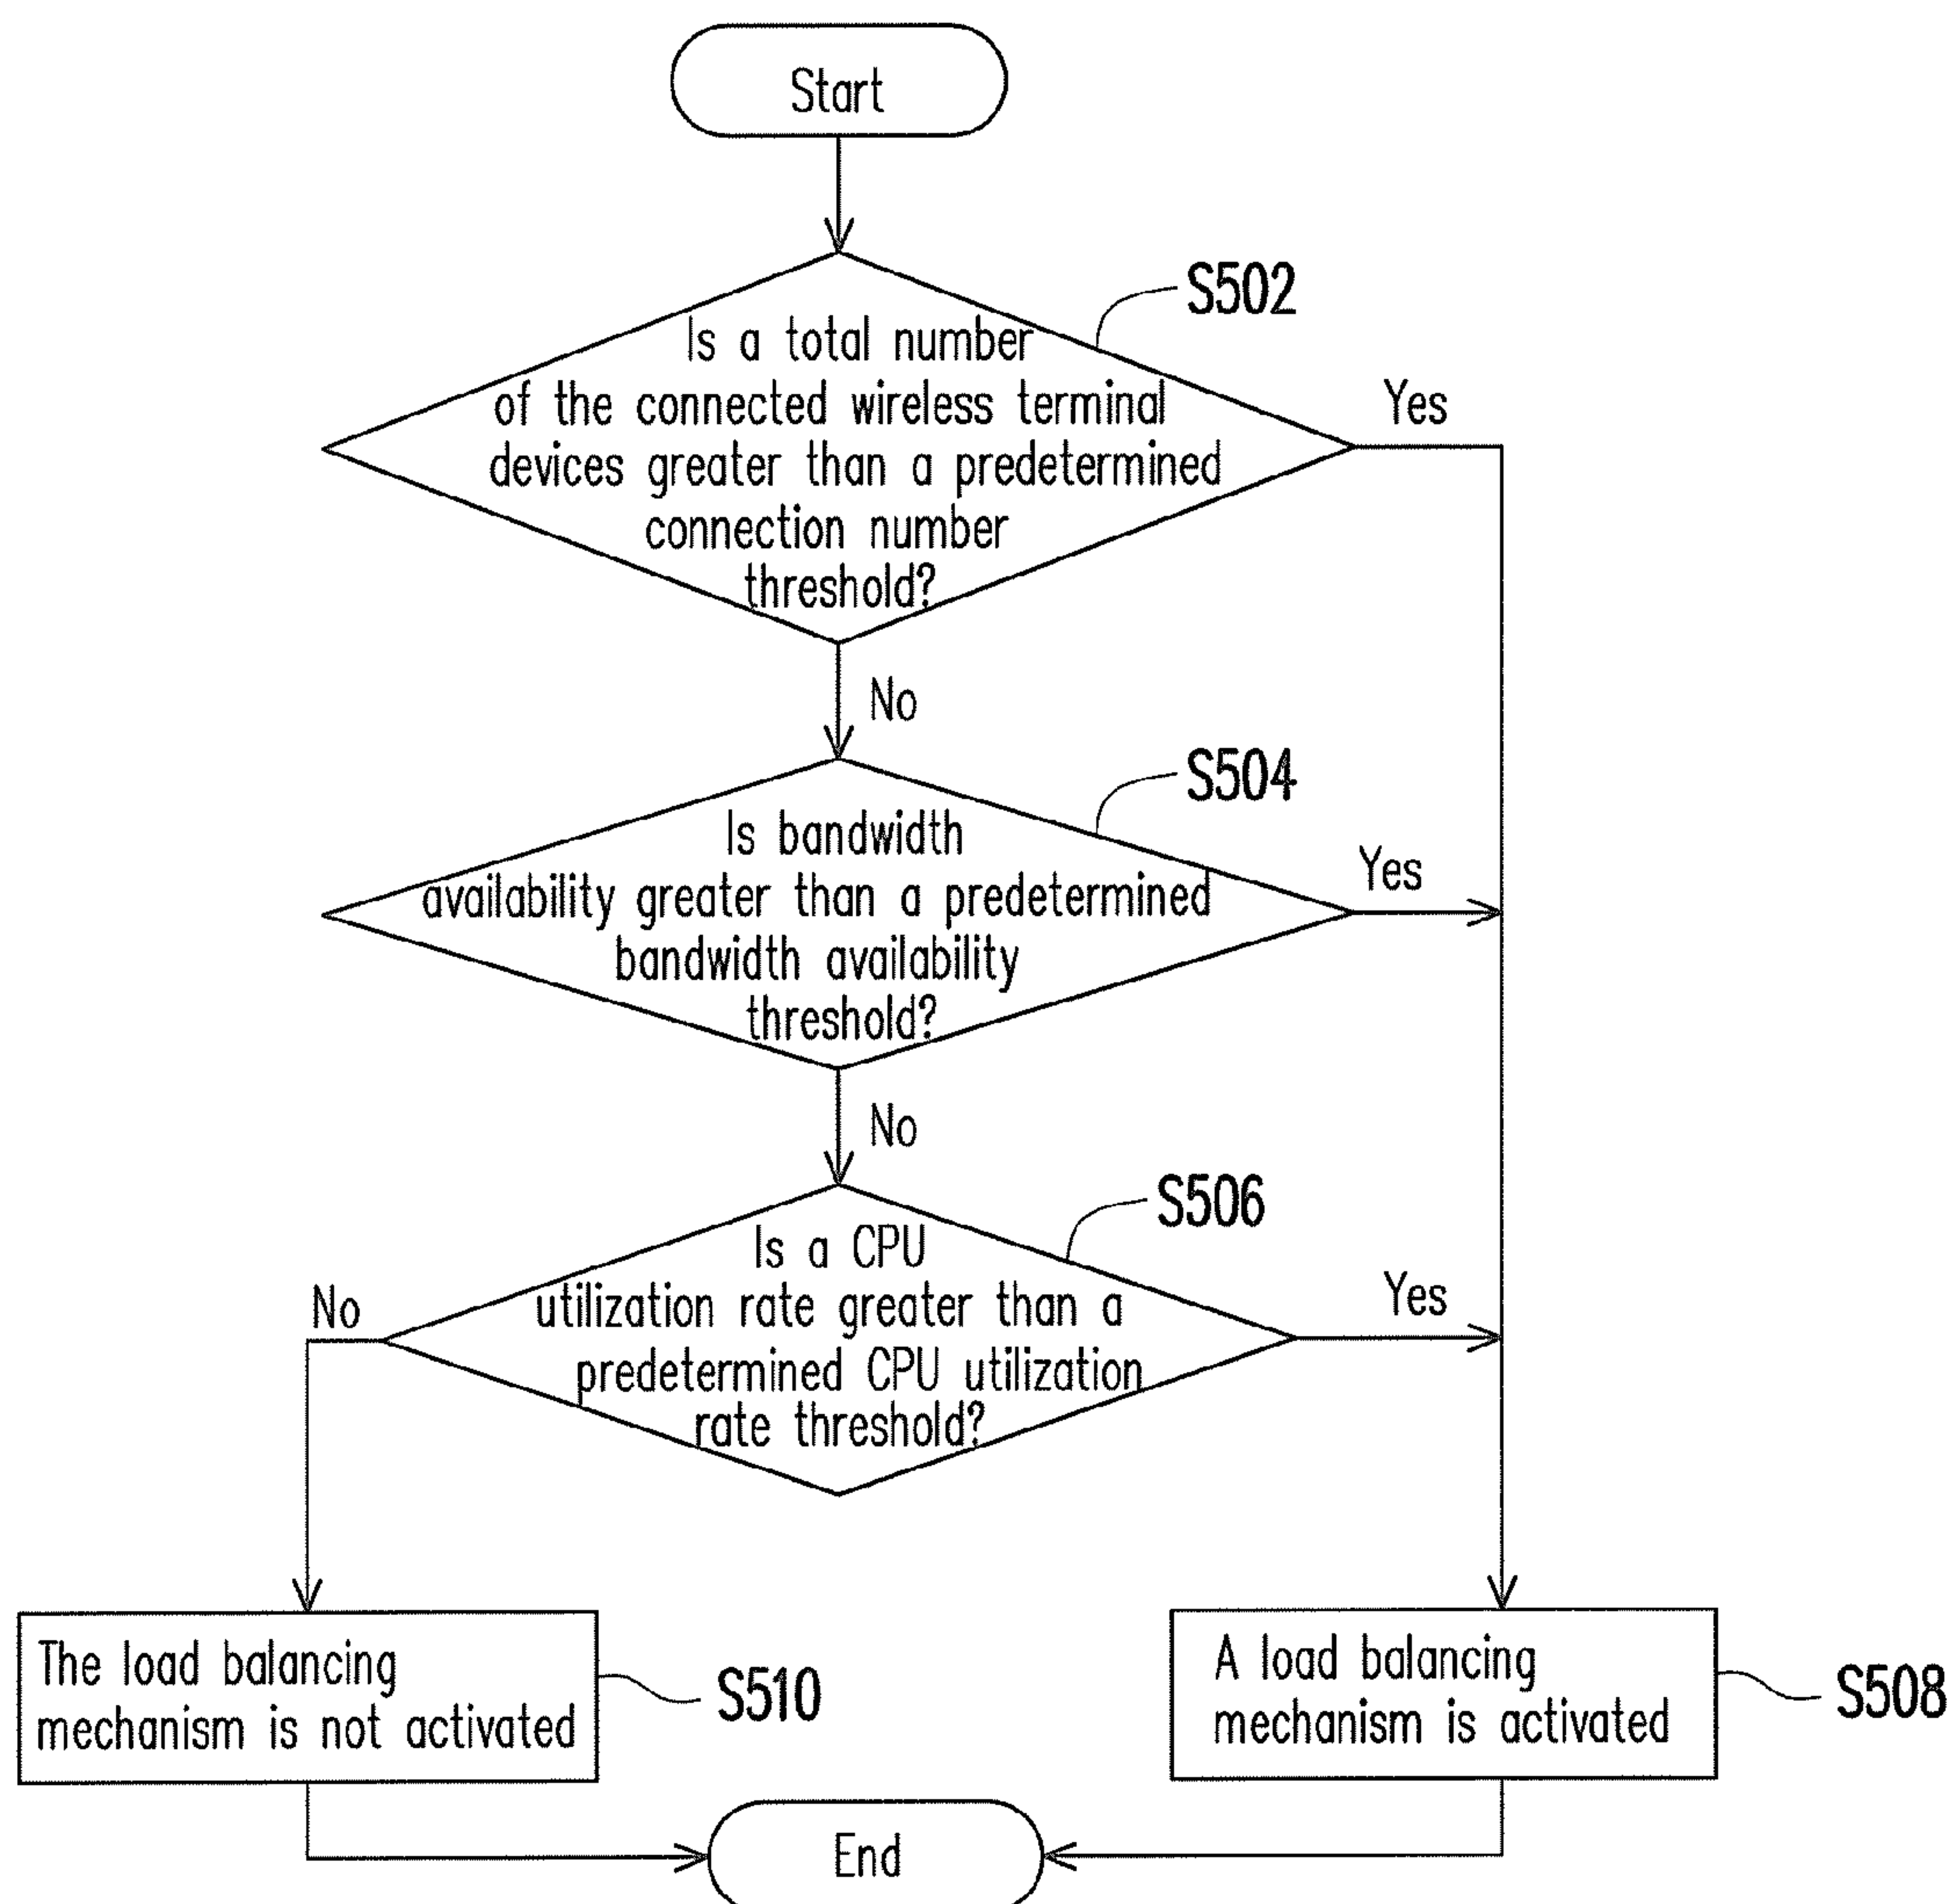 Start
S502
Is a total number
of the connected wireless terminal
devices greater than a predetermined
connection number
threshold?
Yes
No
S504
Is bandwidth
availability greater than a predetermined
bandwidth availability
threshold?
Yes
No
S506
Is a CPU
utilization rate greater than a
predetermined CPU utilization
rate threshold?
No
Yes
The load balancing
mechanism is not activated
S510
A load balancing
mechanism is activated
S508
End